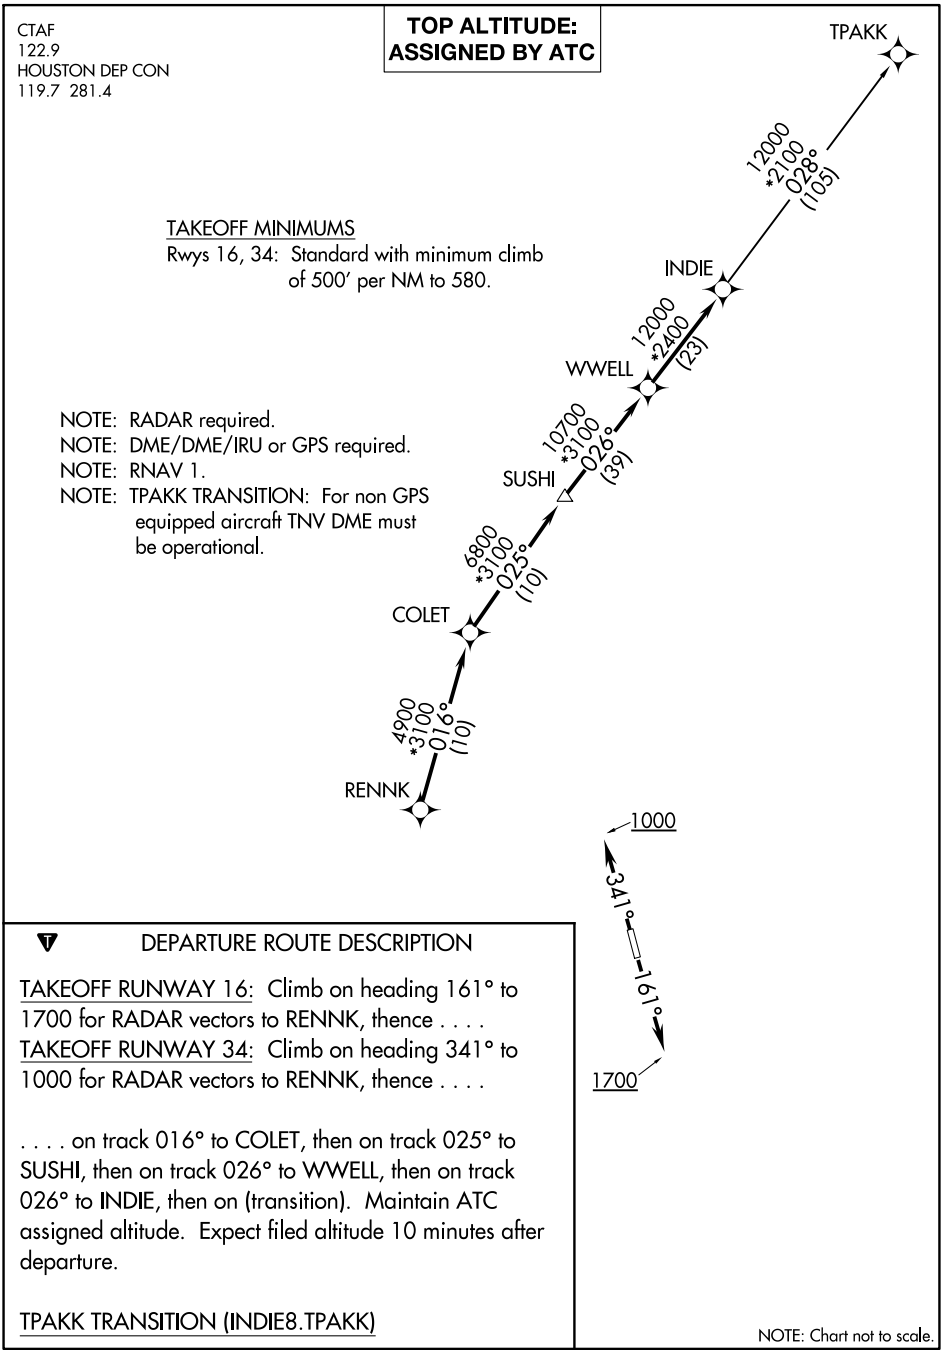 CTAF
122.9
HOUSTON DEP CON
119.7 281.4
TOP ALTITUDE:
ASSIGNED BY ATC
TPAKK
12000
*2100
028°
(105)
TAKEOFF MINIMUMS
Rwys 16, 34: Standard with minimum climb
of 500' per NM to 580.
INDIE
12000
*2400
(23)
WWELL
NOTE: RADAR required.
NOTE: DME/DME/IRU or GPS required.
NOTE: RNAV 1.
NOTE: TPAKK TRANSITION: For non GPS
equipped aircraft TNV DME must
be operational.
10700
*3100
026°
(39)
SUSHI
6800
*3100
025°
(10)
COLET
4900
*3100
016°
(10)
RENNK
1000
341°
161°
1700
T
DEPARTURE ROUTE DESCRIPTION
TAKEOFF RUNWAY 16: Climb on heading 161° to
1700 for RADAR vectors to RENNK, thence . . . .
TAKEOFF RUNWAY 34: Climb on heading 341° to
1000 for RADAR vectors to RENNK, thence . . . .
. . . . on track 016° to COLET, then on track 025° to
SUSHI, then on track 026° to WWELL, then on track
026° to INDIE, then on (transition). Maintain ATC
assigned altitude. Expect filed altitude 10 minutes after
departure.
TPAKK TRANSITION (INDIE8.TPAKK)
NOTE: Chart not to scale.